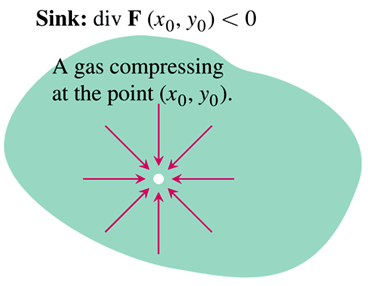 Sink: div F (x₀, y₀) < 0
A gas compressing
at the point (x₀, y₀).